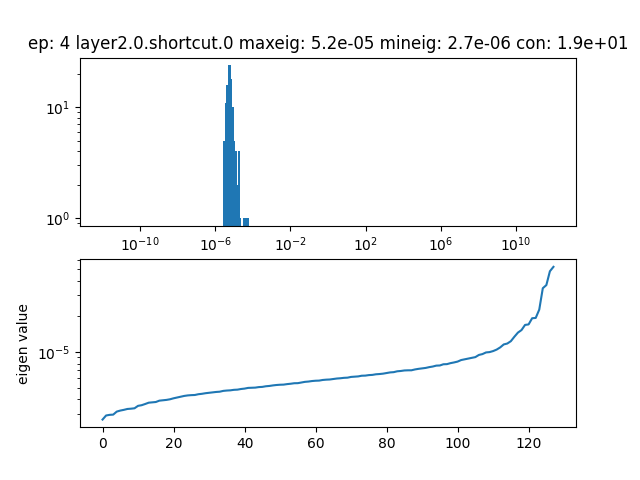 ep: 4 layer2.0.shortcut.0 maxeig: 5.2e-05 mineig: 2.7e-06 con: 1.9e+01
10¹
10⁰
10⁻¹⁰ 10⁻⁶ 10⁻² 10² 10⁶ 10¹⁰
eigen value
10⁻⁵
0 20 40 60 80 100 120